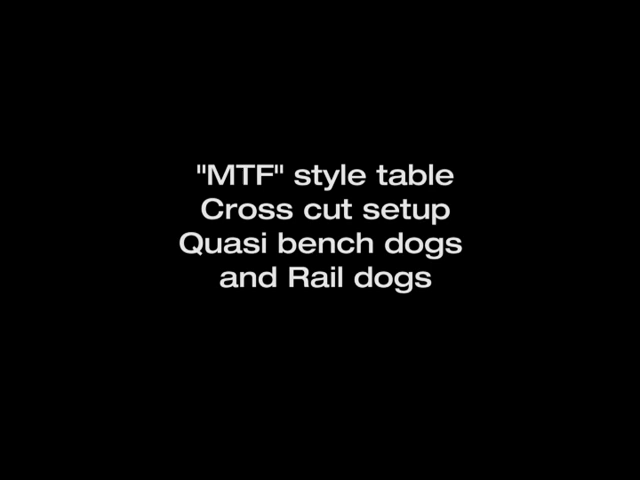 "MTF" style table
Cross cut setup
Quasi bench dogs
and Rail dogs